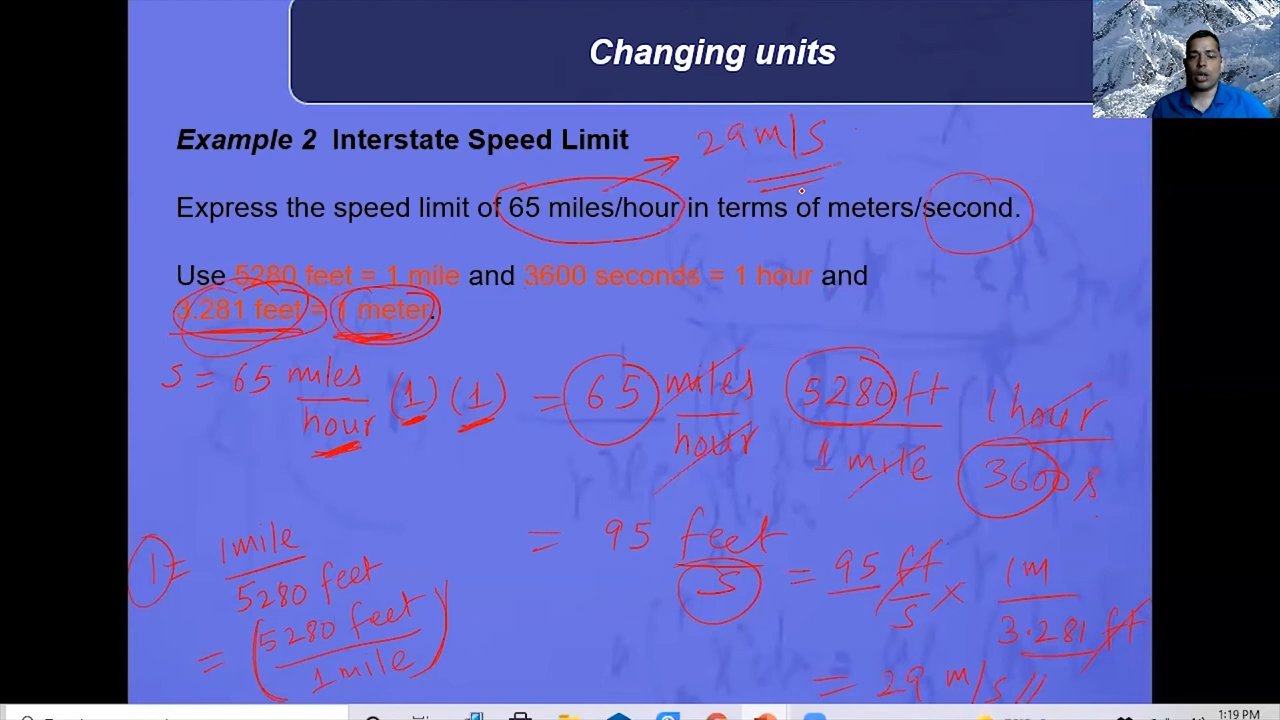 Changing units
Example 2 Interstate Speed Limit
29 m/s
Express the speed limit of 65 miles/hour in terms of meters/second.
Use 5280 feet = 1 mile and 3600 seconds = 1 hour and
3.281 feet = 1 meter.
S = 65 miles/hour (1) (1) = 65 miles/hour 5280 ft/1 mile 1 hour/3600 s
= 95 feet/s = 95 ft/s × 1m/3.281 ft
= 29 m/s //
1 = 1 mile/5280 feet
= (5280 feet/1 mile)
1:19 PM